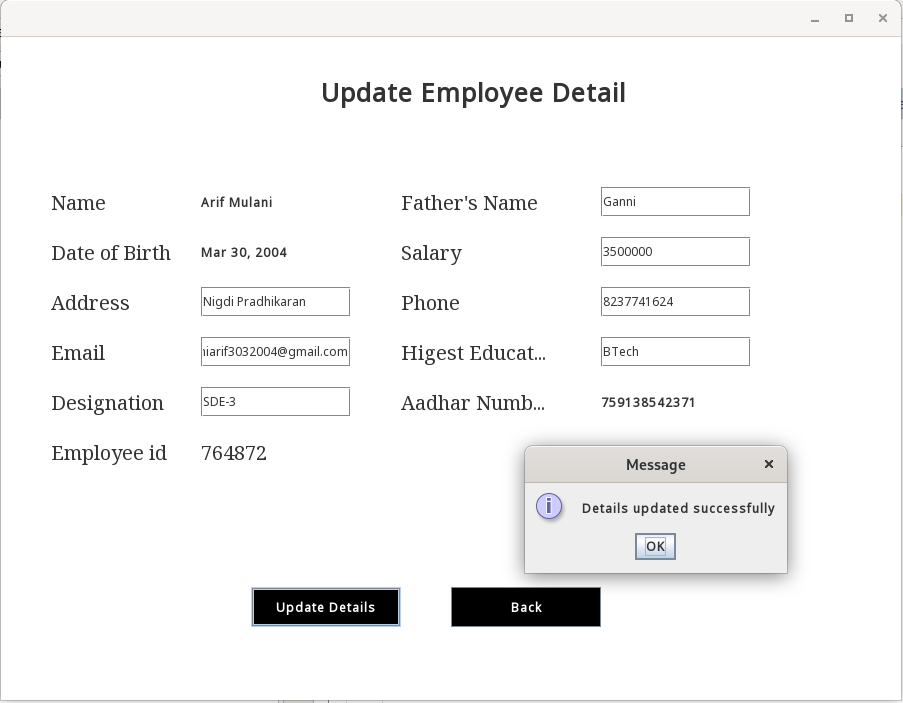 Update Employee Detail
Name Arif Mulani Father's Name Ganni
Date of Birth Mar 30, 2004 Salary 3500000
Address Nigdi Pradhikaran Phone 8237741624
Email iarif3032004@gmail.com Higest Educat... BTech
Designation SDE-3 Aadhar Numb... 759138542371
Employee id 764872
Message
Details updated successfully
OK
Update Details Back